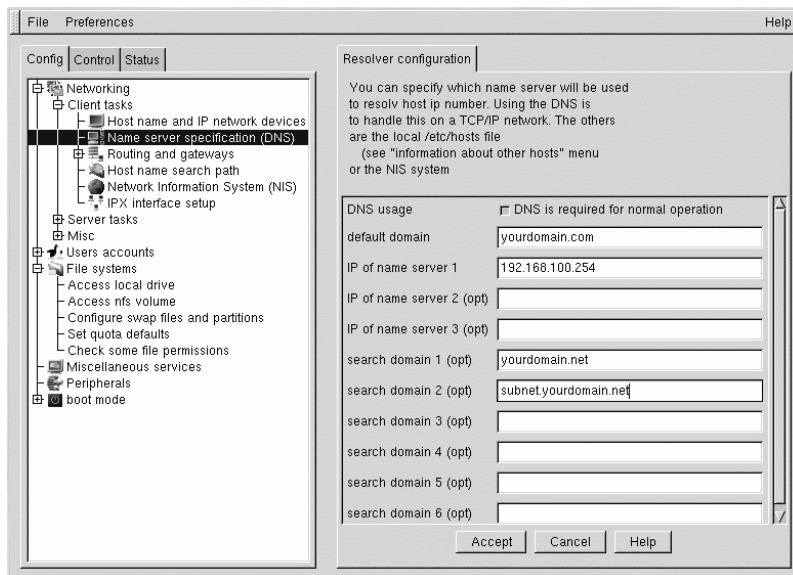 File Preferences Help
Config Control Status
Networking
Client tasks
Host name and IP network devices
Name server specification (DNS)
Routing and gateways
Host name search path
Network Information System (NIS)
IPX interface setup
Server tasks
Misc
Users accounts
File systems
Access local drive
Access nfs volume
Configure swap files and partitions
Set quota defaults
Check some file permissions
Miscellaneous services
Peripherals
boot mode
Resolver configuration
You can specify which name server will be used
to resolv host ip number. Using the DNS is
to handle this on a TCP/IP network. The others
are the local /etc/hosts file
(see "information about other hosts" menu
or the NIS system
DNS usage DNS is required for normal operation
default domain yourdomain.com
IP of name server 1 192.168.100.254
IP of name server 2 (opt)
IP of name server 3 (opt)
search domain 1 (opt) yourdomain.net
search domain 2 (opt) subnet.yourdomain.net
search domain 3 (opt)
search domain 4 (opt)
search domain 5 (opt)
search domain 6 (opt)
Accept Cancel Help